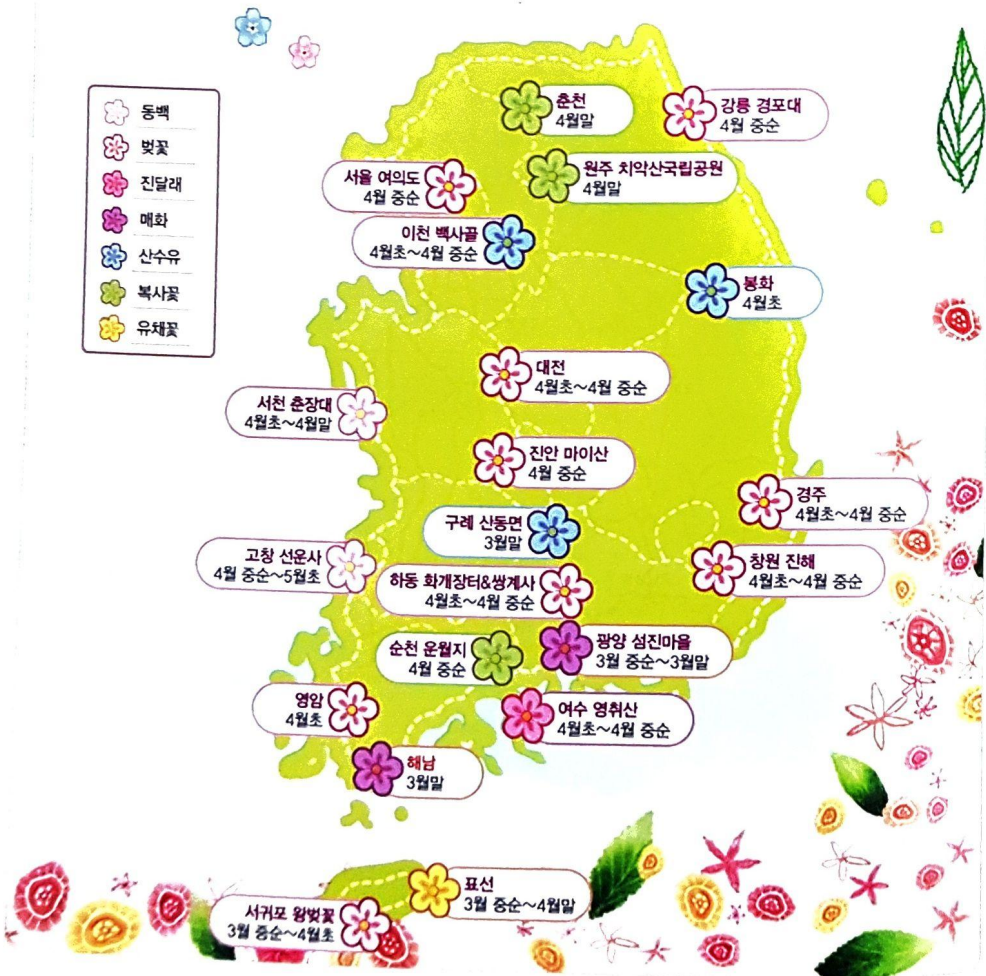 동백
벚꽃
진달래
매화
산수유
복사꽃
유채꽃
춘천
4월말
강릉 경포대
4월 중순
원주 치악산국립공원
4월말
서울 여의도
4월 중순
이천 백사골
4월초~4월 중순
봉화
4월초
대전
4월초~4월 중순
서천 춘장대
4월초~4월말
진안 마이산
4월 중순
경주
4월초~4월 중순
구례 산동면
3월말
고창 선운사
4월 중순~5월초
창원 진해
4월초~4월 중순
하동 화개장터&쌍계사
4월초~4월 중순
순천 운월지
4월 중순
광양 섬진마을
3월 중순~3월말
영암
4월초
여수 영취산
4월초~4월 중순
해남
3월말
표선
3월 중순~4월말
서귀포 왕벚꽃
3월 중순~4월초